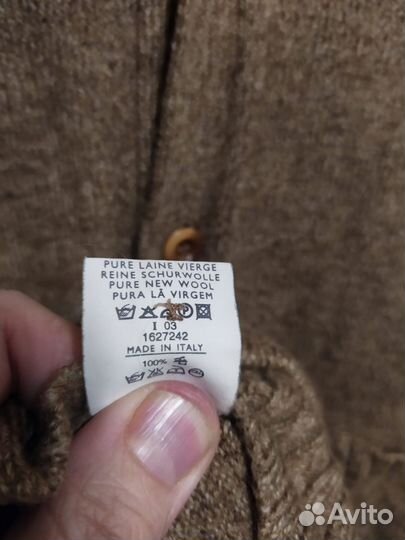 PURE LAINE VIERGE
REINE SCHURWOLLE
PURE NEW WOOL
PURA LÃ VIRGEM
I 03
1627242
MADE IN ITALY
100%
Avito